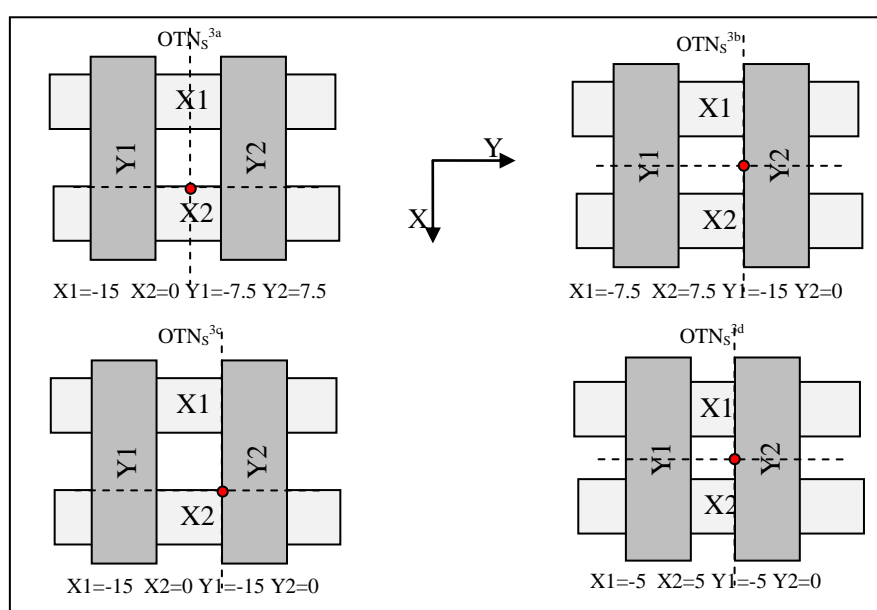 OTNS3a
X1
Y1
Y2
X2
X1=-15 X2=0 Y1=-7.5 Y2=7.5
Y
X
OTNS3b
X1
Y1
Y2
X2
X1=-7.5 X2=7.5 Y1=-15 Y2=0
OTNS3c
X1
Y1
Y2
X2
X1=-15 X2=0 Y1=-15 Y2=0
OTNS3d
X1
Y1
Y2
X2
X1=-5 X2=5 Y1=-5 Y2=0